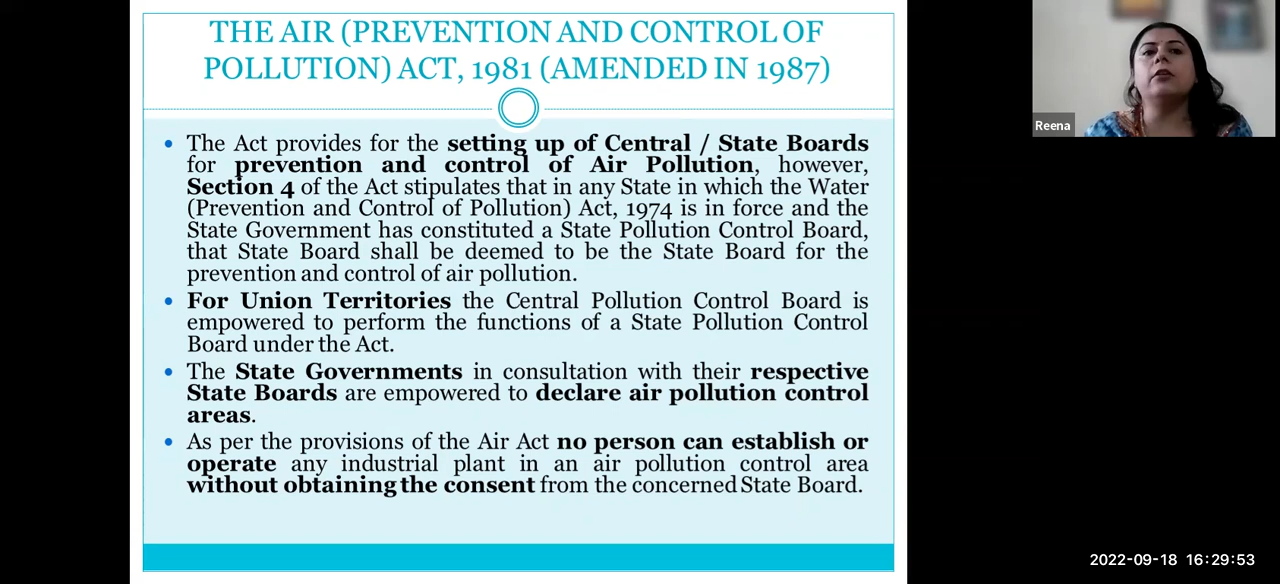 THE AIR (PREVENTION AND CONTROL OF
POLLUTION) ACT, 1981 (AMENDED IN 1987)
• The Act provides for the setting up of Central / State Boards
for prevention and control of Air Pollution, however,
Section 4 of the Act stipulates that in any State in which the Water
(Prevention and Control of Pollution) Act, 1974 is in force and the
State Government has constituted a State Pollution Control Board,
that State Board shall be deemed to be the State Board for the
prevention and control of air pollution.
• For Union Territories the Central Pollution Control Board is
empowered to perform the functions of a State Pollution Control
Board under the Act.
• The State Governments in consultation with their respective
State Boards are empowered to declare air pollution control
areas.
• As per the provisions of the Air Act no person can establish or
operate any industrial plant in an air pollution control area
without obtaining the consent from the concerned State Board.
Reena
2022-09-18 16:29:53